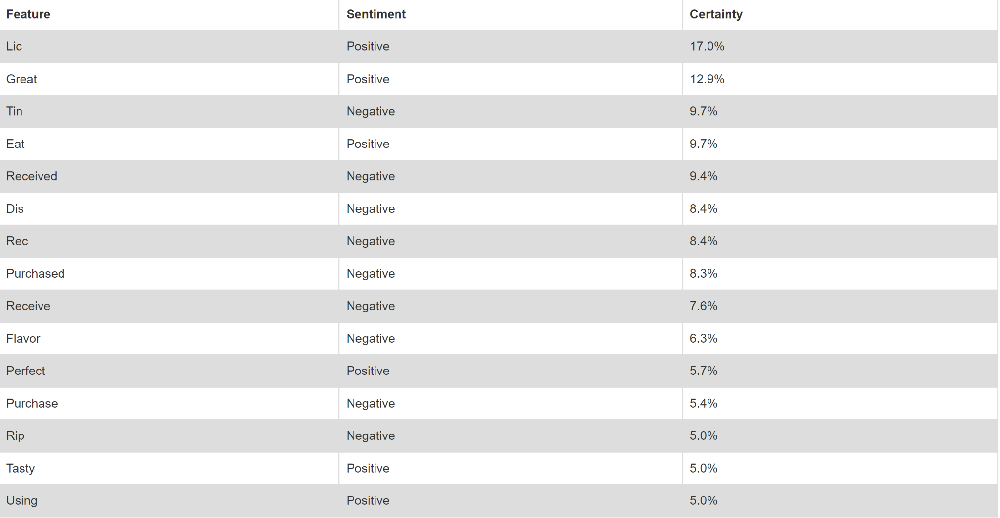 Feature Sentiment Certainty
Lic Positive 17.0%
Great Positive 12.9%
Tin Negative 9.7%
Eat Positive 9.7%
Received Negative 9.4%
Dis Negative 8.4%
Rec Negative 8.4%
Purchased Negative 8.3%
Receive Negative 7.6%
Flavor Negative 6.3%
Perfect Positive 5.7%
Purchase Negative 5.4%
Rip Negative 5.0%
Tasty Positive 5.0%
Using Positive 5.0%